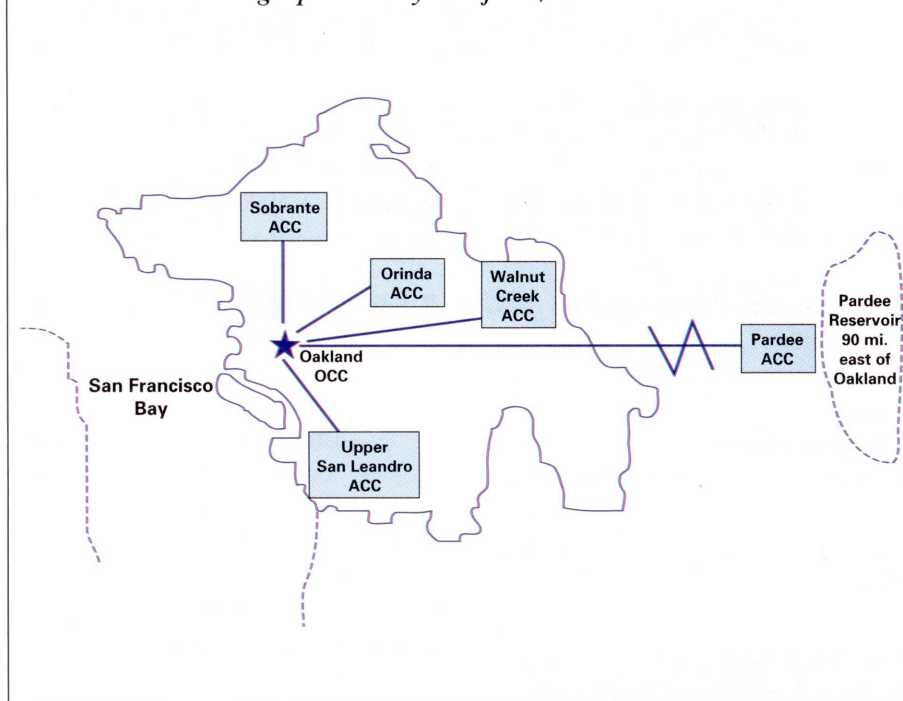 Sobrante
ACC
Orinda
ACC
Walnut
Creek
ACC
Pardee
Reservoir
90 mi.
east of
Oakland
Pardee
ACC
Oakland
OCC
San Francisco
Bay
Upper
San Leandro
ACC